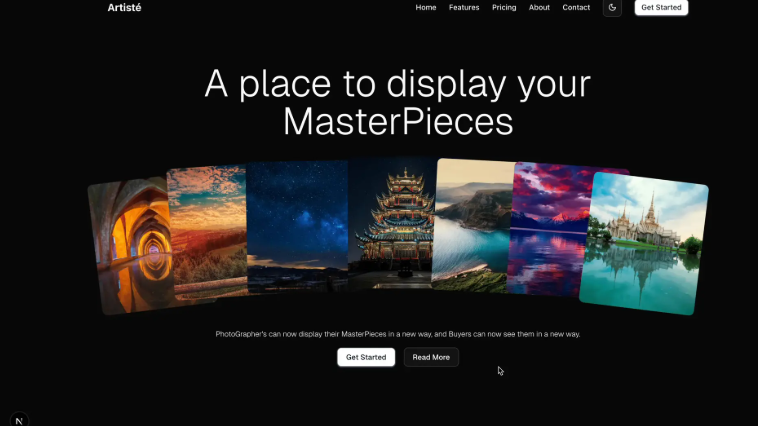 Artisté
Home Features Pricing About Contact Get Started
A place to display your
MasterPieces
PhotoGrapher's can now display their MasterPieces in a new way, and Buyers can now see them in a new way.
Get Started Read More
N